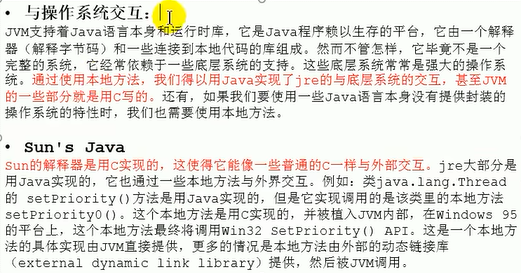 • 与操作系统交互：
JVM支持着Java语言本身和运行时库，它是Java程序赖以生存的平台，它由一个解释
器（解释字节码）和一些连接到本地代码的库组成。然而不管怎样，它毕竟不是一个
完整的系统，它经常依赖于一些底层系统的支持。这些底层系统常常是强大的操作系
统。通过使用本地方法，我们得以用Java实现了jre的与底层系统的交互，甚至JVM
的一些部分就是用C写的。还有，如果我们要使用一些Java语言本身没有提供封装的
操作系统的特性时，我们也需要使用本地方法。
• Sun's Java
Sun的解释器是用C实现的，这使得它能像一些普通的C一样与外部交互。jre大部分是
用Java实现的，它也通过一些本地方法与外界交互。例如：类java.lang.Thread
的 setPriority()方法是用Java实现的，但是它实现调用的是该类里的本地方法
setPriority0()。这个本地方法是用C实现的，并被植入JVM内部，在Windows 95
的平台上，这个本地方法最终将调用Win32 SetPriority() API。这是一个本地方
法的具体实现由JVM直接提供，更多的情况是本地方法由外部的动态链接库
（external dynamic link library）提供，然后被JVM调用。